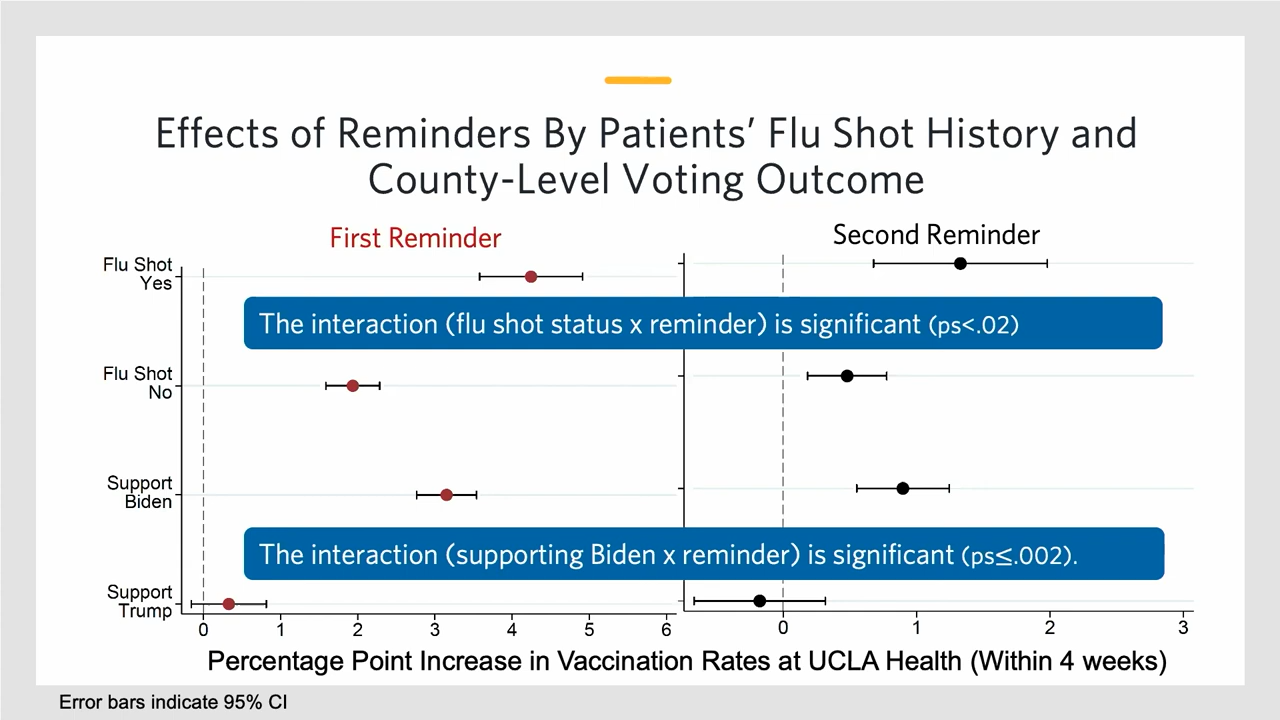 Effects of Reminders By Patients’ Flu Shot History and
County-Level Voting Outcome
First Reminder
Second Reminder
Flu Shot
Yes
The interaction (flu shot status x reminder) is significant (ps<.02)
Flu Shot
No
Support
Biden
The interaction (supporting Biden x reminder) is significant (ps≤.002).
Support
Trump
0 1 2 3 4 5 6
0 1 2 3
Percentage Point Increase in Vaccination Rates at UCLA Health (Within 4 weeks)
Error bars indicate 95% CI